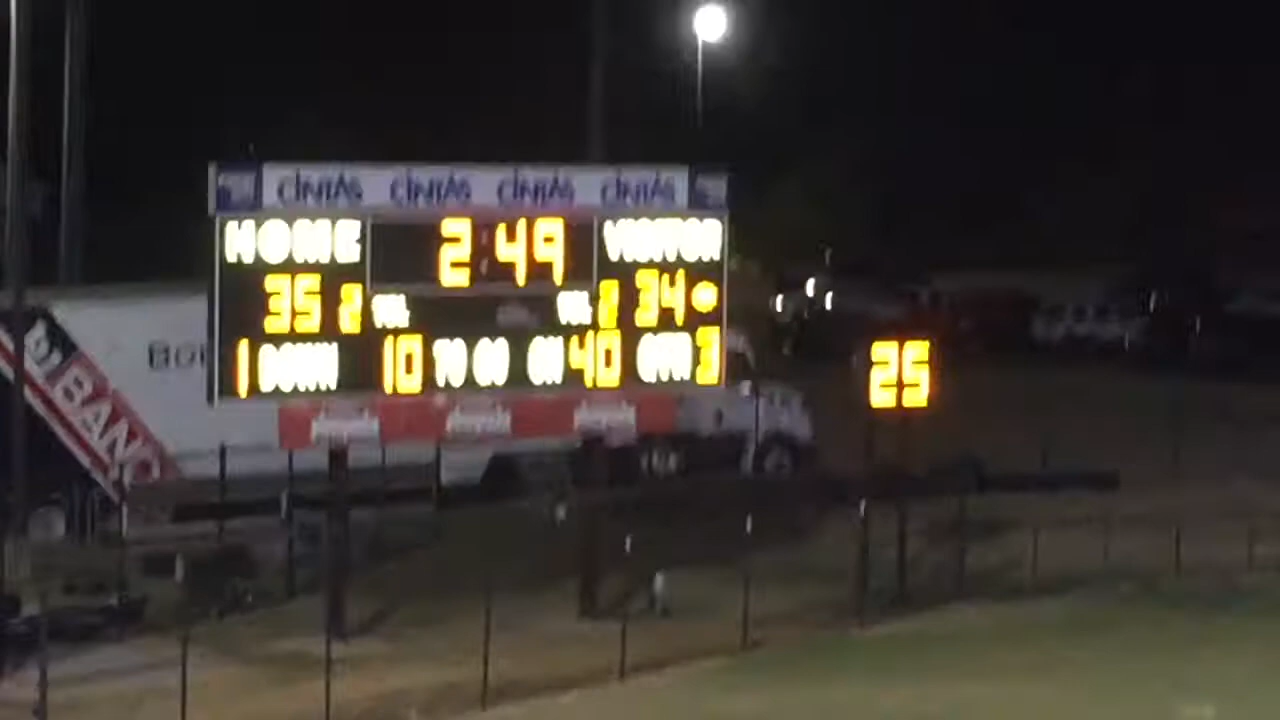 CINTAS CINTAS CINTAS CINTAS
HOME 2:49 VISITOR
35 2 TOL TOL 2 34
1 DOWN 10 TO GO ON 40 QTR 3
25
BANC